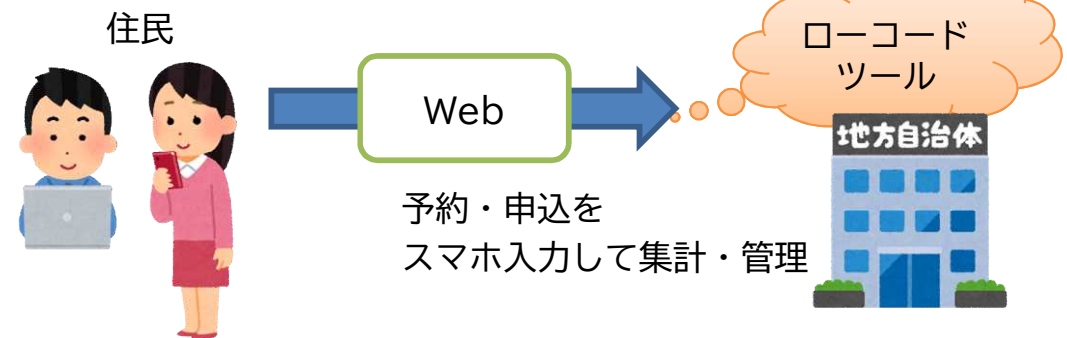 住民
ローコード
ツール
Web
地方自治体
予約・申込を
スマホ入力して集計・管理